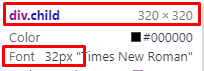 div.child 320 × 320
Color #000000
Font 32px "Times New Roman"